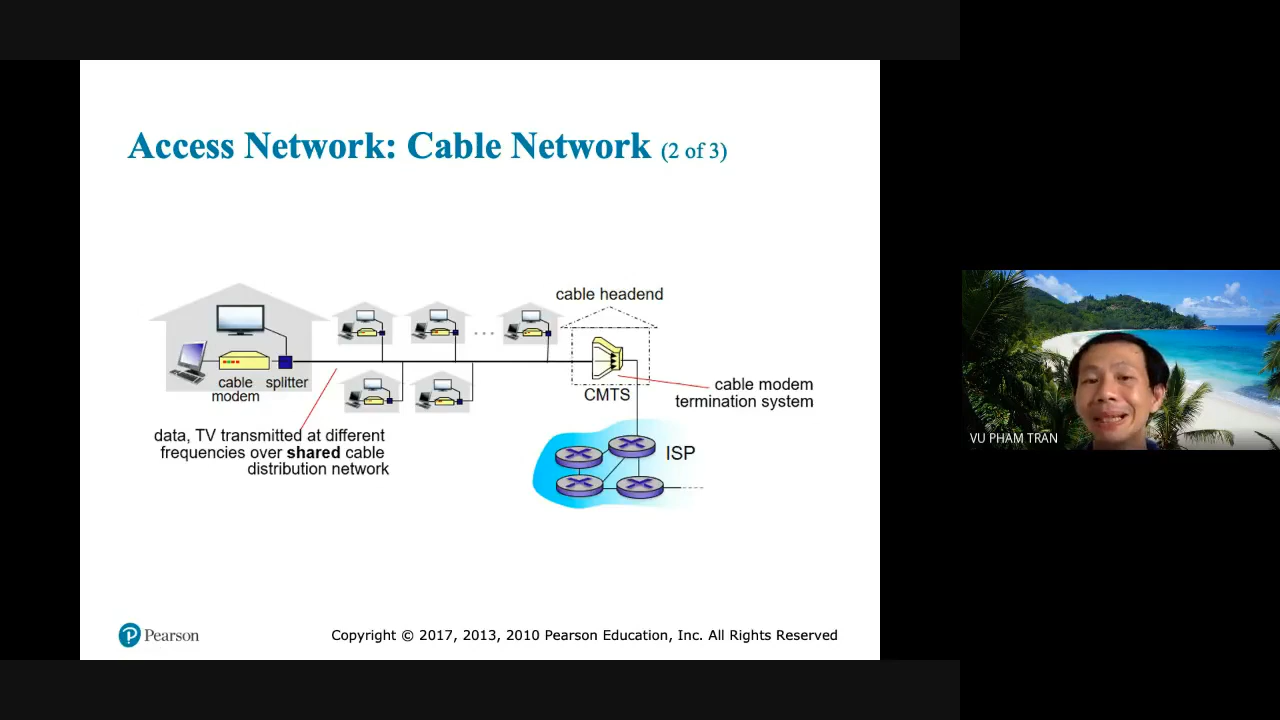 Access Network: Cable Network (2 of 3)
cable headend
cable
modem
splitter
CMTS
cable modem
termination system
data, TV transmitted at different
frequencies over shared cable
distribution network
ISP
VU PHAM TRAN
Pearson
Copyright © 2017, 2013, 2010 Pearson Education, Inc. All Rights Reserved